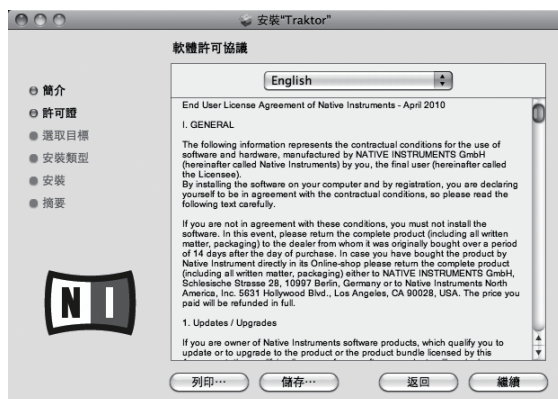 安裝“Traktor”
軟體許可協議
English
簡介
許可證
選取目標
安裝類型
安裝
摘要
NI
End User License Agreement of Native Instruments - April 2010
I. GENERAL
The following information represents the contractual conditions for the use of
software and hardware, manufactured by NATIVE INSTRUMENTS GmbH
(hereinafter called Native Instruments) by you, the final user (hereinafter called
the Licensee).
By installing the software on your computer and by registration, you are declaring
yourself to be in agreement with the contractual conditions, so please read the
following text carefully.
If you are not in agreement with these conditions, you must not install the
software. In this event, please return the complete product (including all written
matter, packaging) to the dealer from whom it was originally bought over a period
of 14 days after the day of purchase. In case you have bought the product by
Native Instrument directly in its Online-shop please return the complete product
(including all written matter, packaging) either to NATIVE INSTRUMENTS GmbH,
Schlesische Strasse 28, 10997 Berlin, Germany or to Native Instruments North
America, Inc. 5631 Hollywood Blvd., Los Angeles, CA 90028, USA. The price you
paid will be refunded in full.
1. Updates / Upgrades
If you are owner of Native Instruments software products, which qualify you to
update or to upgrade to the product or the product bundle licensed by this
列印…
儲存…
返回
繼續